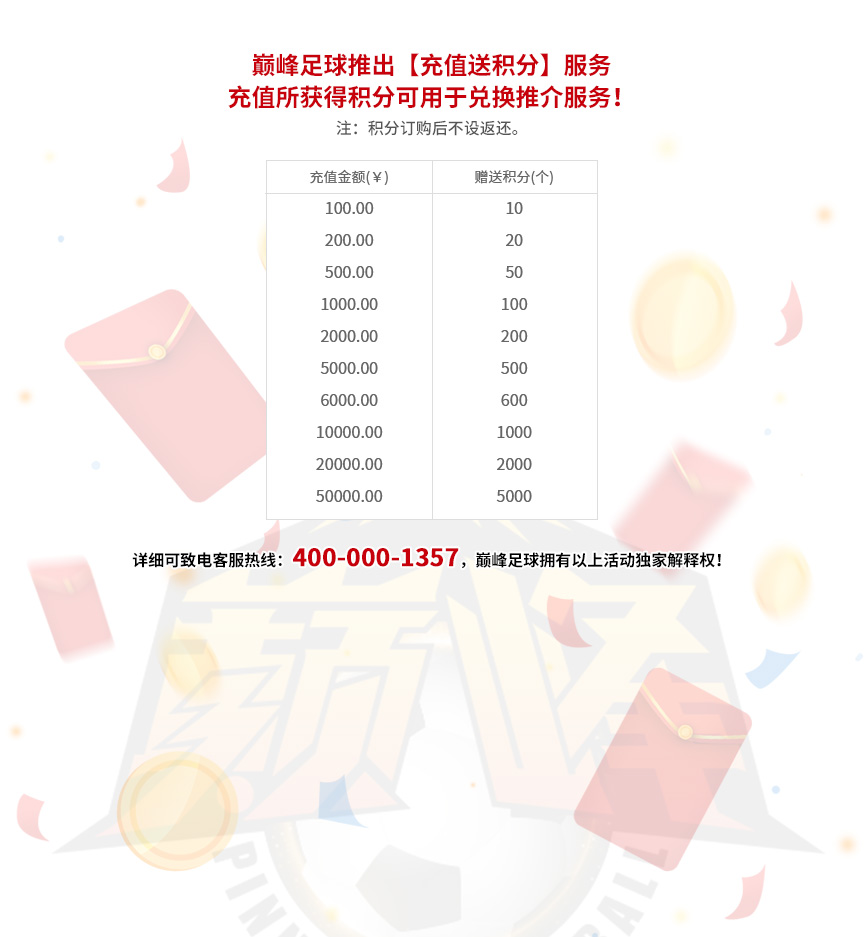 巅峰足球推出【充值送积分】服务
充值所获得积分可用于兑换推介服务！
注：积分订购后不设返还。
充值金额(￥) 赠送积分(个)
100.00 10
200.00 20
500.00 50
1000.00 100
2000.00 200
5000.00 500
6000.00 600
10000.00 1000
20000.00 2000
50000.00 5000
详细可致电客服热线：400-000-1357，巅峰足球拥有以上活动独家解释权！
巅峰